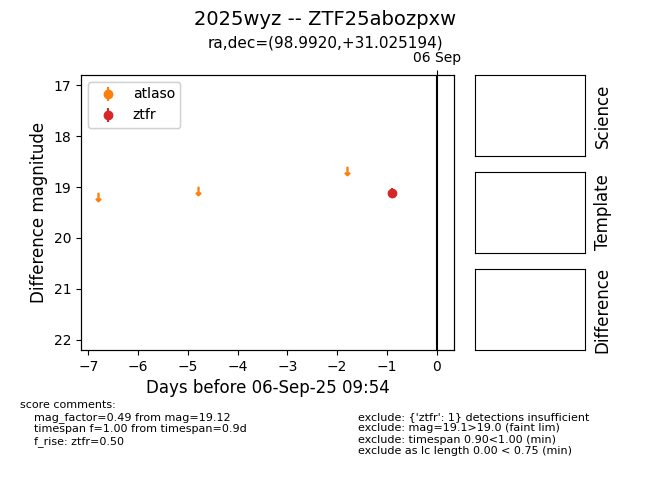 2025wyz -- ZTF25abozpxw
ra,dec=(98.9920,+31.025194)
06 Sep
atlaso
ztfr
17
18
19
20
21
22
Difference magnitude
−7
−6
−5
−4
−3
−2
−1
0
Days before 06-Sep-25 09:54
Science
Template
Difference
score comments:
mag_factor=0.49 from mag=19.12
timespan f=1.00 from timespan=0.9d
f_rise: ztfr=0.50
exclude: {'ztfr': 1} detections insufficient
exclude: mag=19.1>19.0 (faint lim)
exclude: timespan 0.90<1.00 (min)
exclude as lc length 0.00 < 0.75 (min)